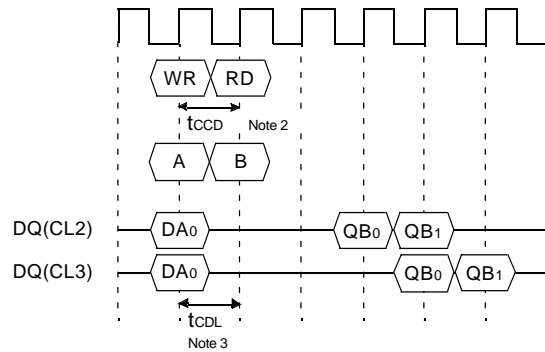 WR RD
tCCD Note 2
A B
DQ(CL2) DA0 QB0 QB1
DQ(CL3) DA0 QB0 QB1
tCDL
Note 3